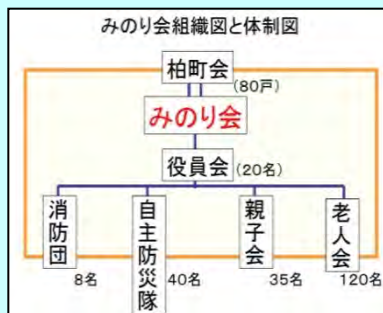 みのり会組織図と体制図
柏町会
(80戸)
みのり会
役員会
(20名)
消防団
8名
自主防災隊
40名
親子会
35名
老人会
120名